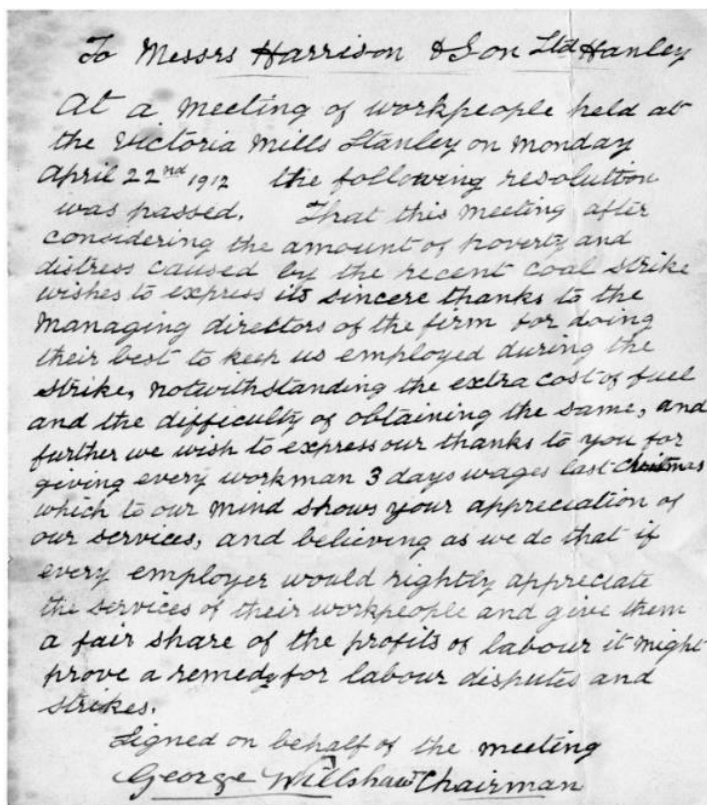 To Messrs Harrison & Son Ltd Hanley
At a meeting of workpeople held at
the Victoria Mills Stanley on Monday
April 22nd 1912 the following resolution
was passed. That this meeting after
considering the amount of poverty and
distress caused by the recent coal strike
wishes to express its sincere thanks to the
managing directors of the firm for doing
their best to keep us employed during the
strike, notwithstanding the extra cost of fuel
and the difficulty of obtaining the same, and
further we wish to express our thanks to you for
giving every workman 3 days wages last Christmas
which to our mind shows your appreciation of
our services, and believing as we do that if
every employer would rightly appreciate
the services of their workpeople and give them
a fair share of the profits of labour it might
prove a remedy for labour disputes and
strikes.
Signed on behalf of the meeting
George Willshaw Chairman